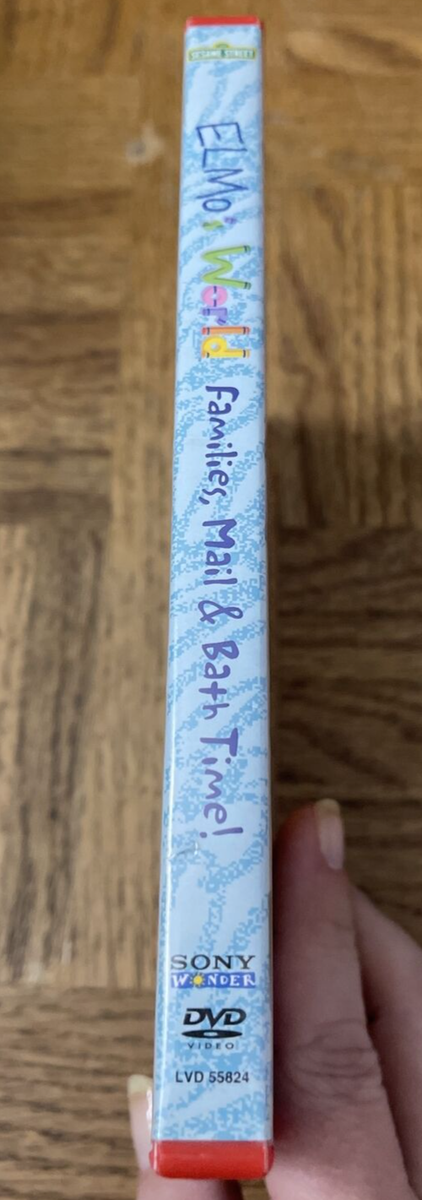 SESAME STREET
ELMo's World
Families, Mail & Bath Time!
SONY
WONDER
DVD
VIDEO
LVD 55824